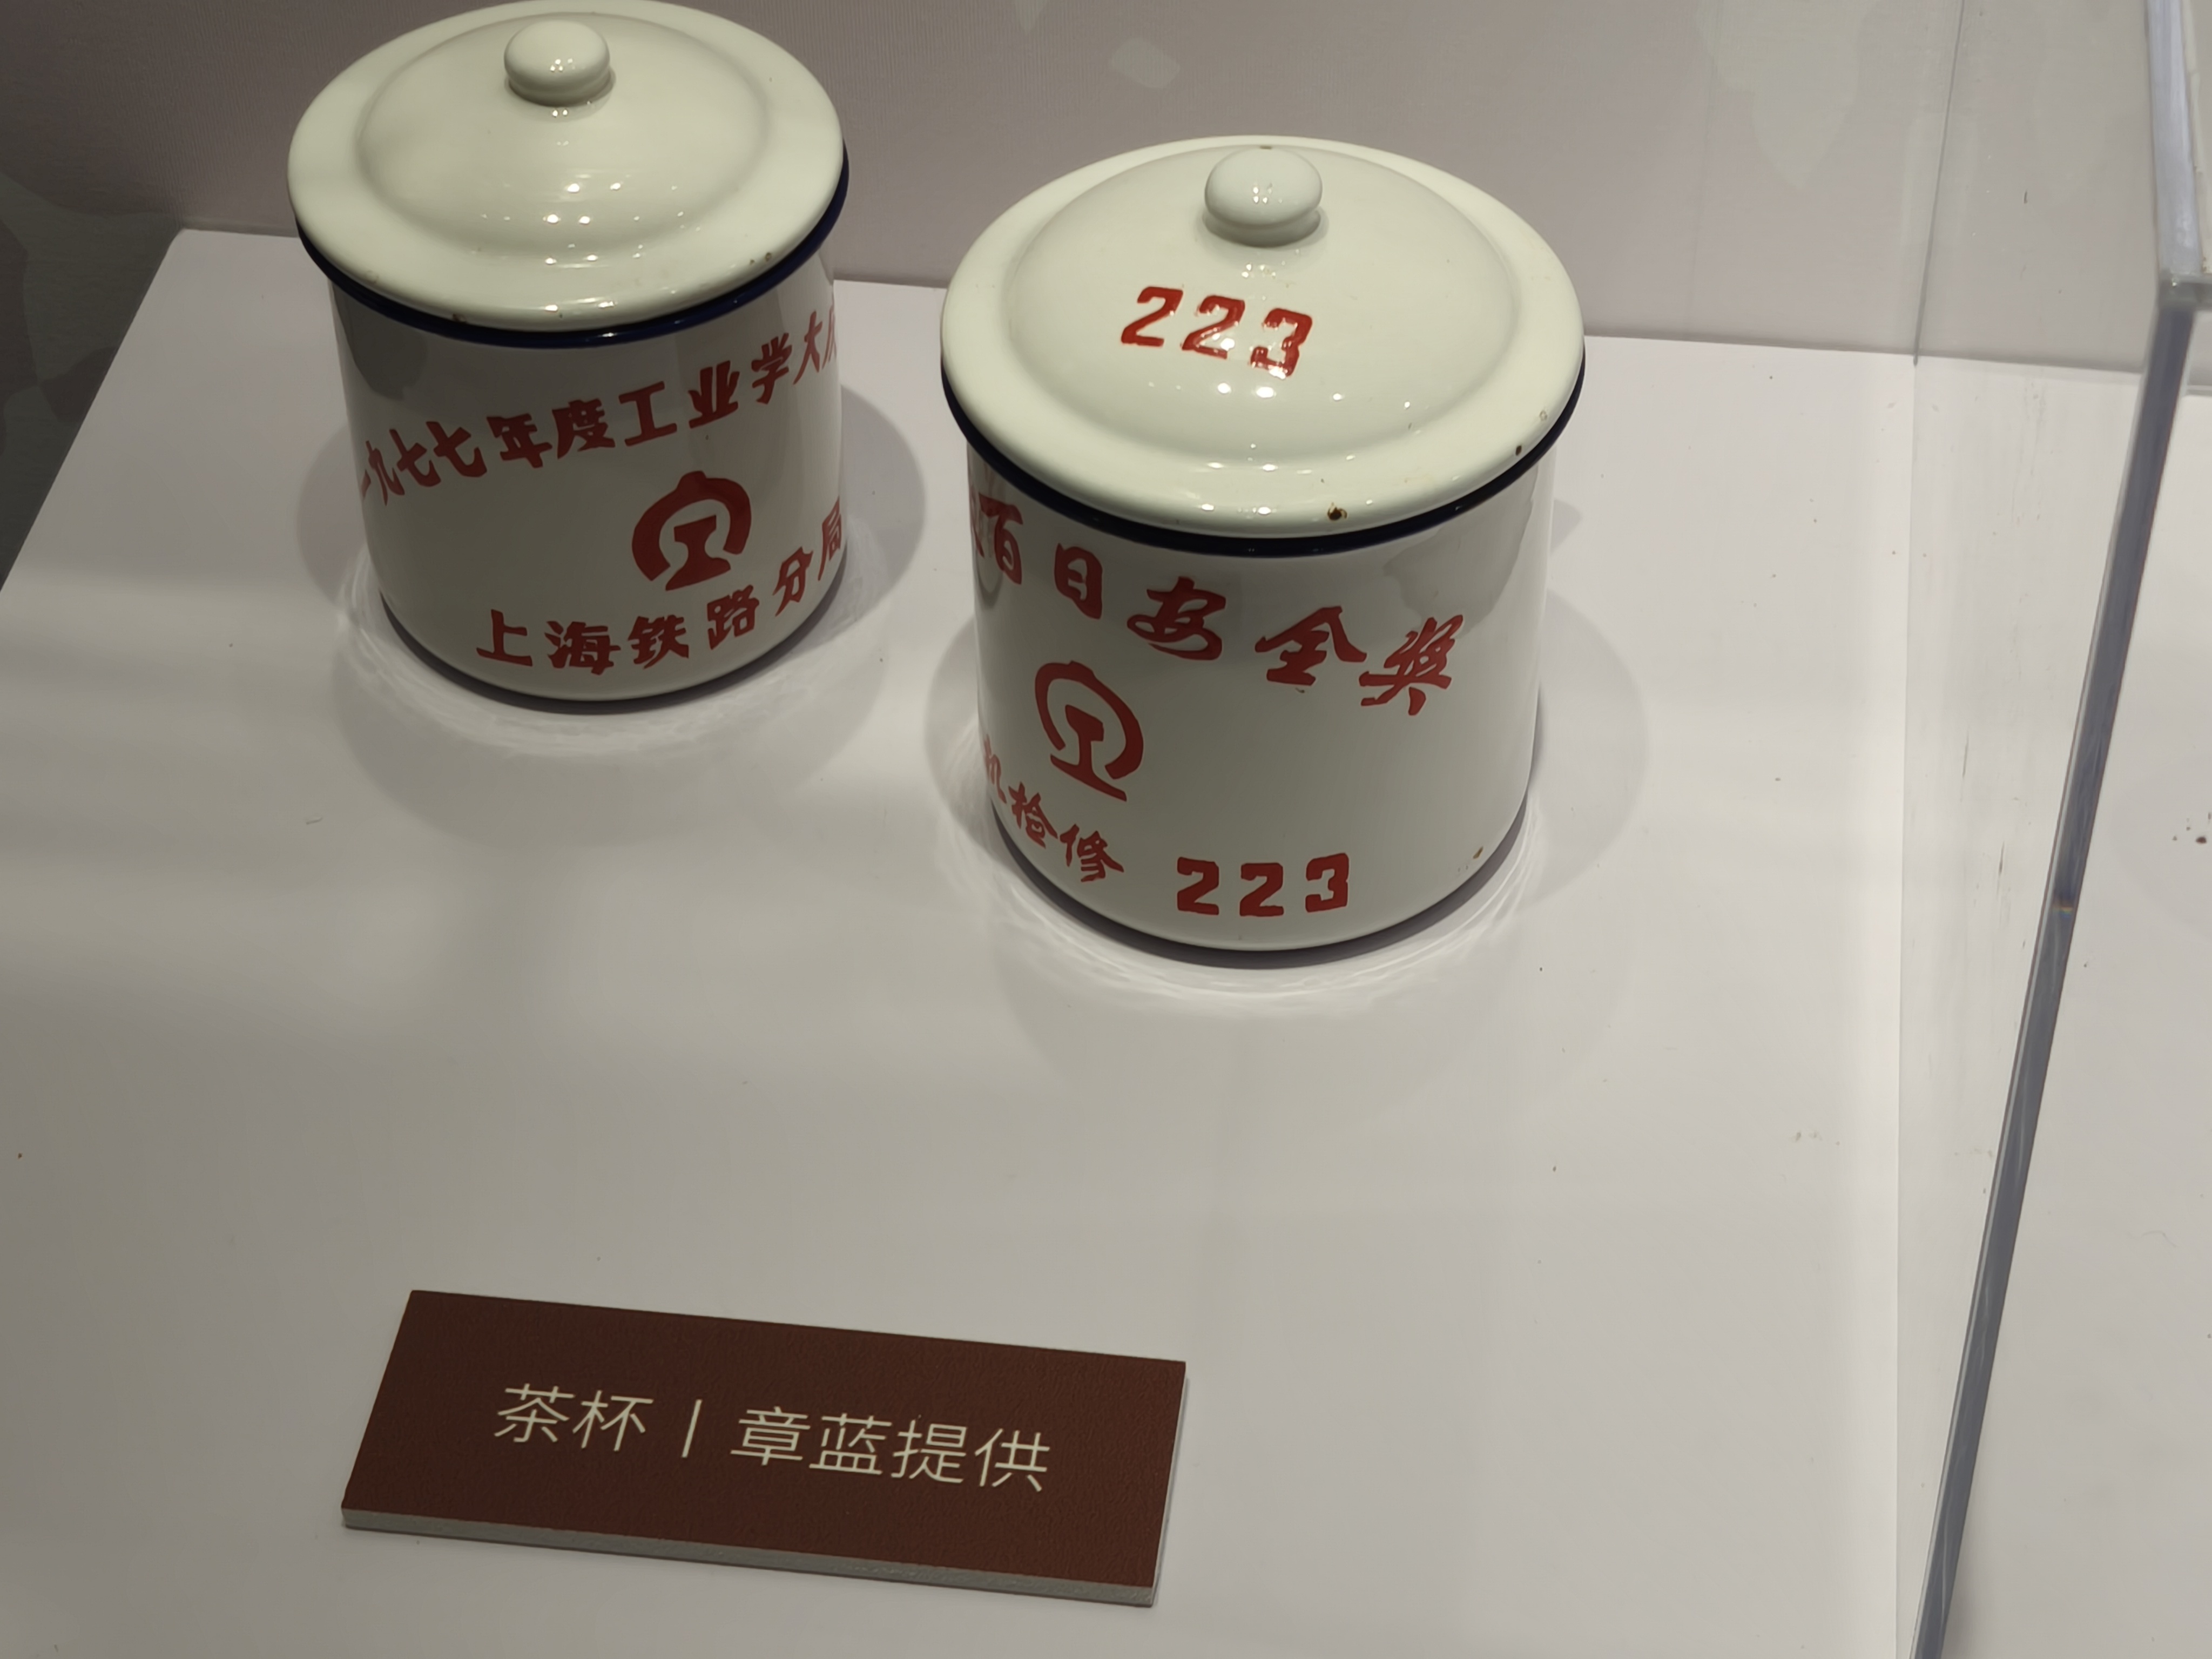 一九七七年度工业学大庆
上海铁路分局
223
百日安全奖
机检修 223
茶杯丨章蓝提供